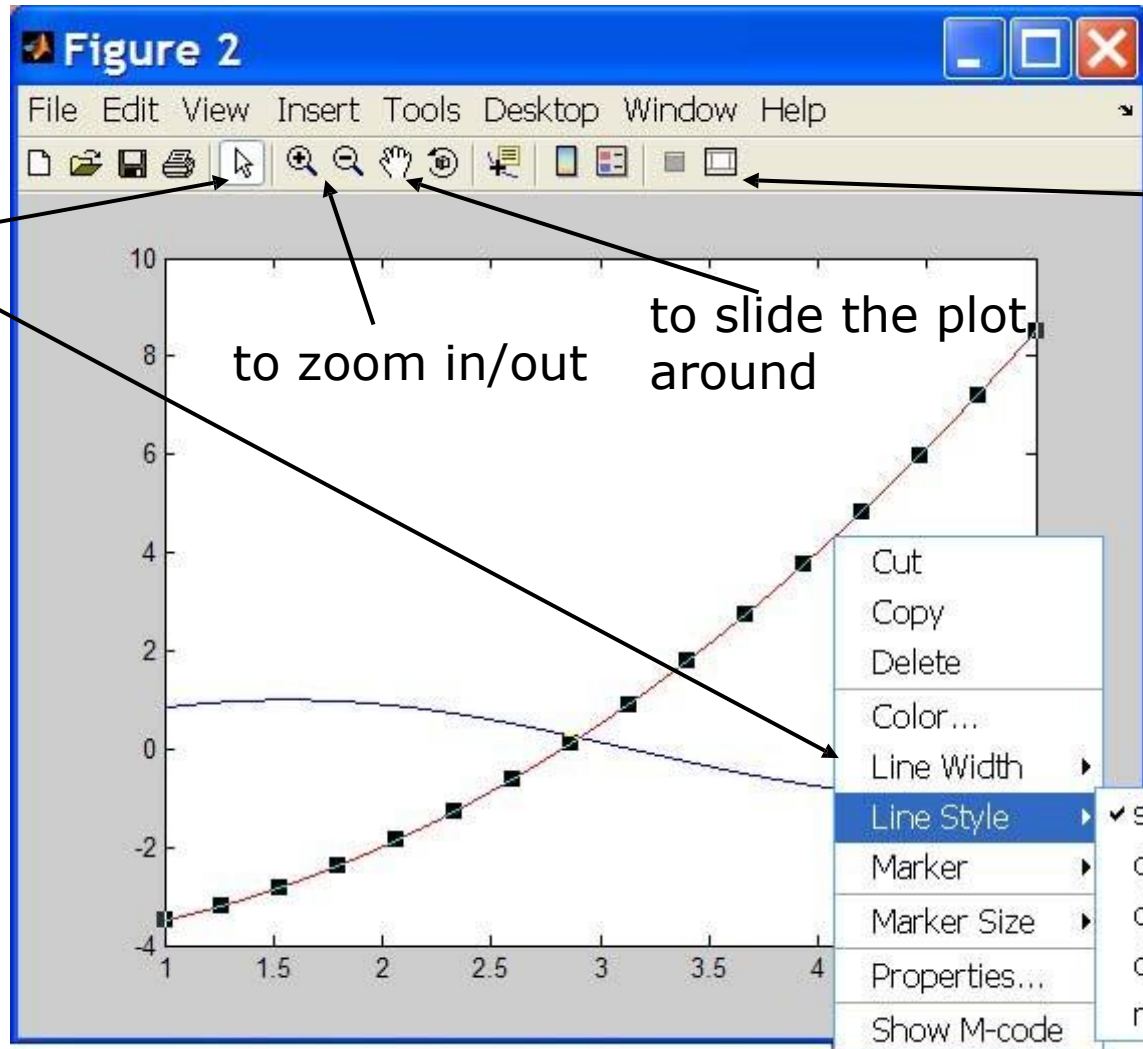 Figure 2
File Edit View Insert Tools Desktop Window Help
to zoom in/out
to slide the plot
around
10
8
6
4
2
0
-2
-4
1 1.5 2 2.5 3 3.5 4
Cut
Copy
Delete
Color...
Line Width
Line Style
Marker
Marker Size
Properties...
Show M-code